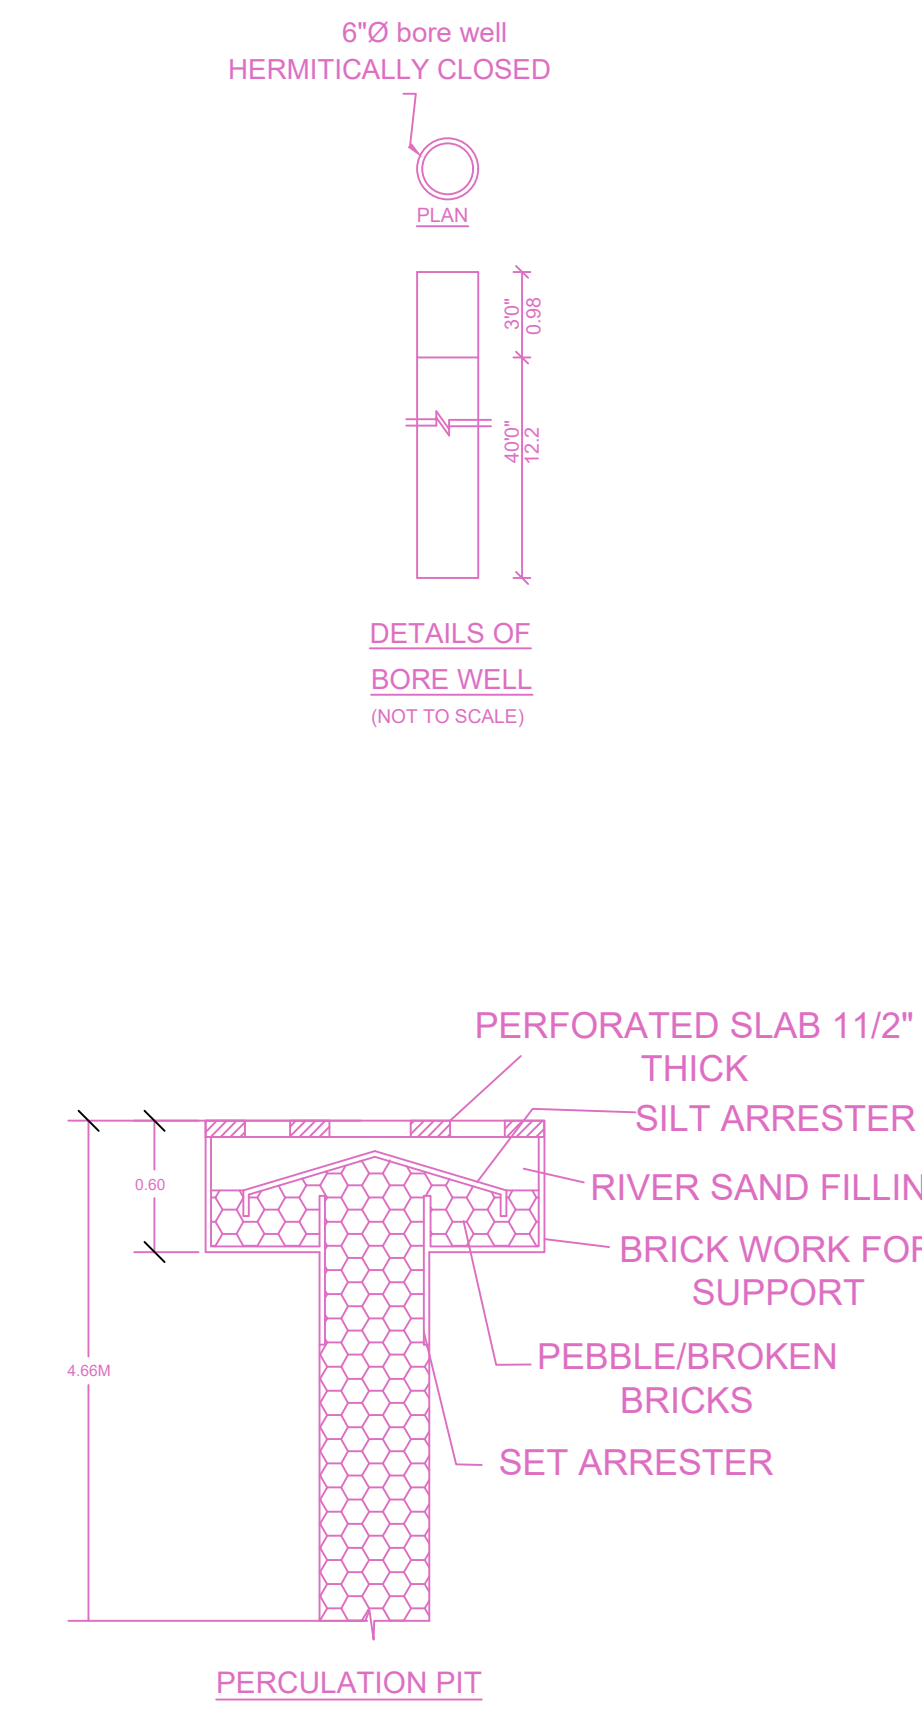 6"Ø bore well
HERMITICALLY CLOSED
PLAN
3'0"
0.98
40'0"
12.2
DETAILS OF
BORE WELL
(NOT TO SCALE)
PERFORATED SLAB 11/2"
THICK
SILT ARRESTER
RIVER SAND FILLIN
0.60
BRICK WORK FOR
SUPPORT
PEBBLE/BROKEN
BRICKS
4.66M
SET ARRESTER
PERCULATION PIT